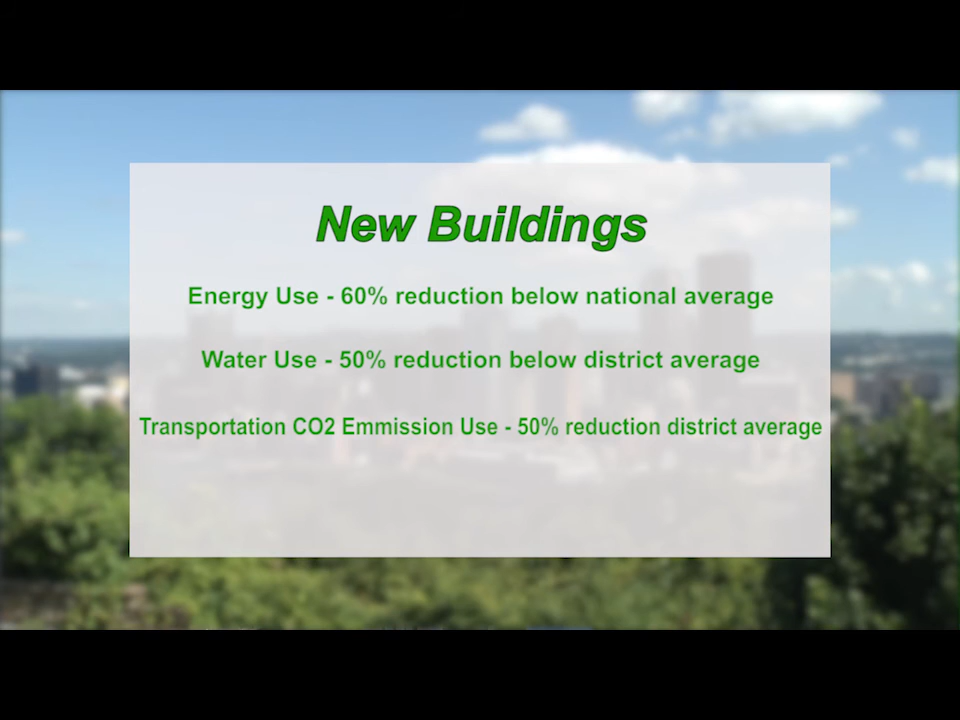 New Buildings
Energy Use - 60% reduction below national average
Water Use - 50% reduction below district average
Transportation CO2 Emmission Use - 50% reduction district average